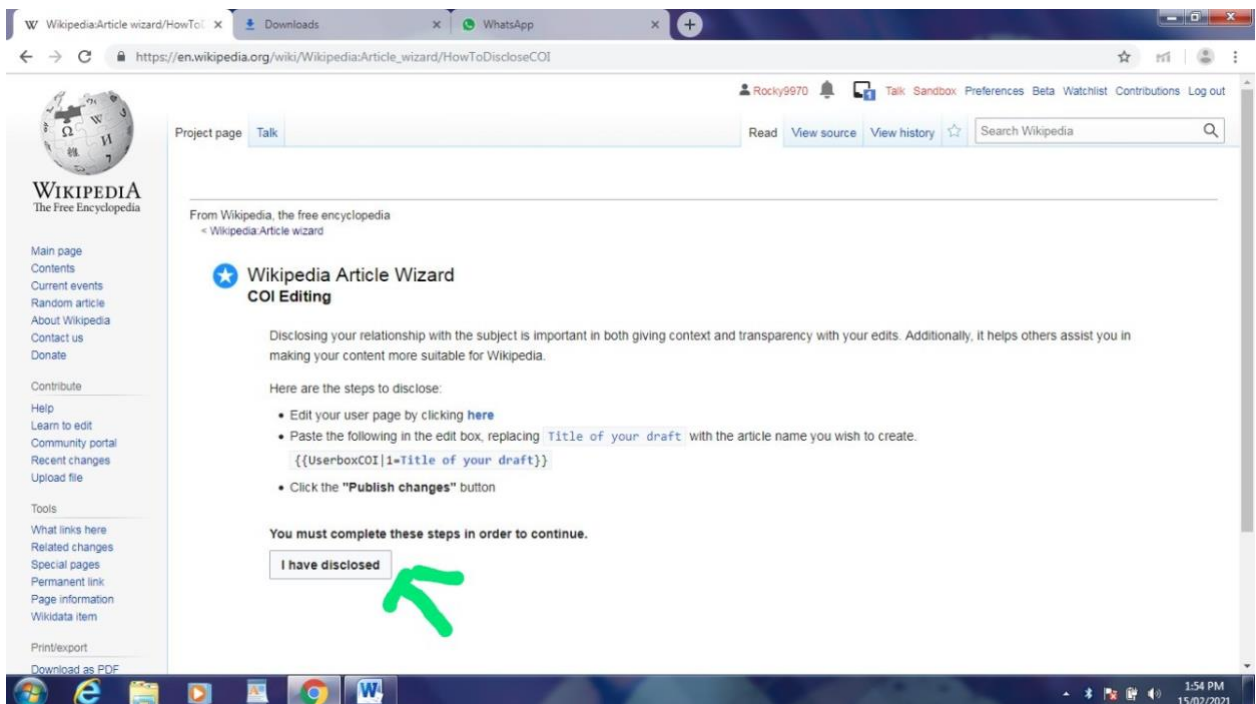 Wikipedia:Article wizard/HowToD
Downloads
WhatsApp
https://en.wikipedia.org/wiki/Wikipedia:Article_wizard/HowToDiscloseCOI
Rocky9970 1 Talk Sandbox Preferences Beta Watchlist Contributions Log out
Project page Talk Read View source View history Search Wikipedia
WIKIPEDIA
The Free Encyclopedia
Main page
Contents
Current events
Random article
About Wikipedia
Contact us
Donate
Contribute
Help
Learn to edit
Community portal
Recent changes
Upload file
Tools
What links here
Related changes
Special pages
Permanent link
Page information
Wikidata item
Print/export
Download as PDF
From Wikipedia, the free encyclopedia
< Wikipedia:Article wizard
Wikipedia Article Wizard
COI Editing
Disclosing your relationship with the subject is important in both giving context and transparency with your edits. Additionally, it helps others assist you in
making your content more suitable for Wikipedia.
Here are the steps to disclose:
• Edit your user page by clicking here
• Paste the following in the edit box, replacing Title of your draft with the article name you wish to create.
{{UserboxCOI|1=Title of your draft}}
• Click the "Publish changes" button
You must complete these steps in order to continue.
I have disclosed
1:54 PM
15/02/2021